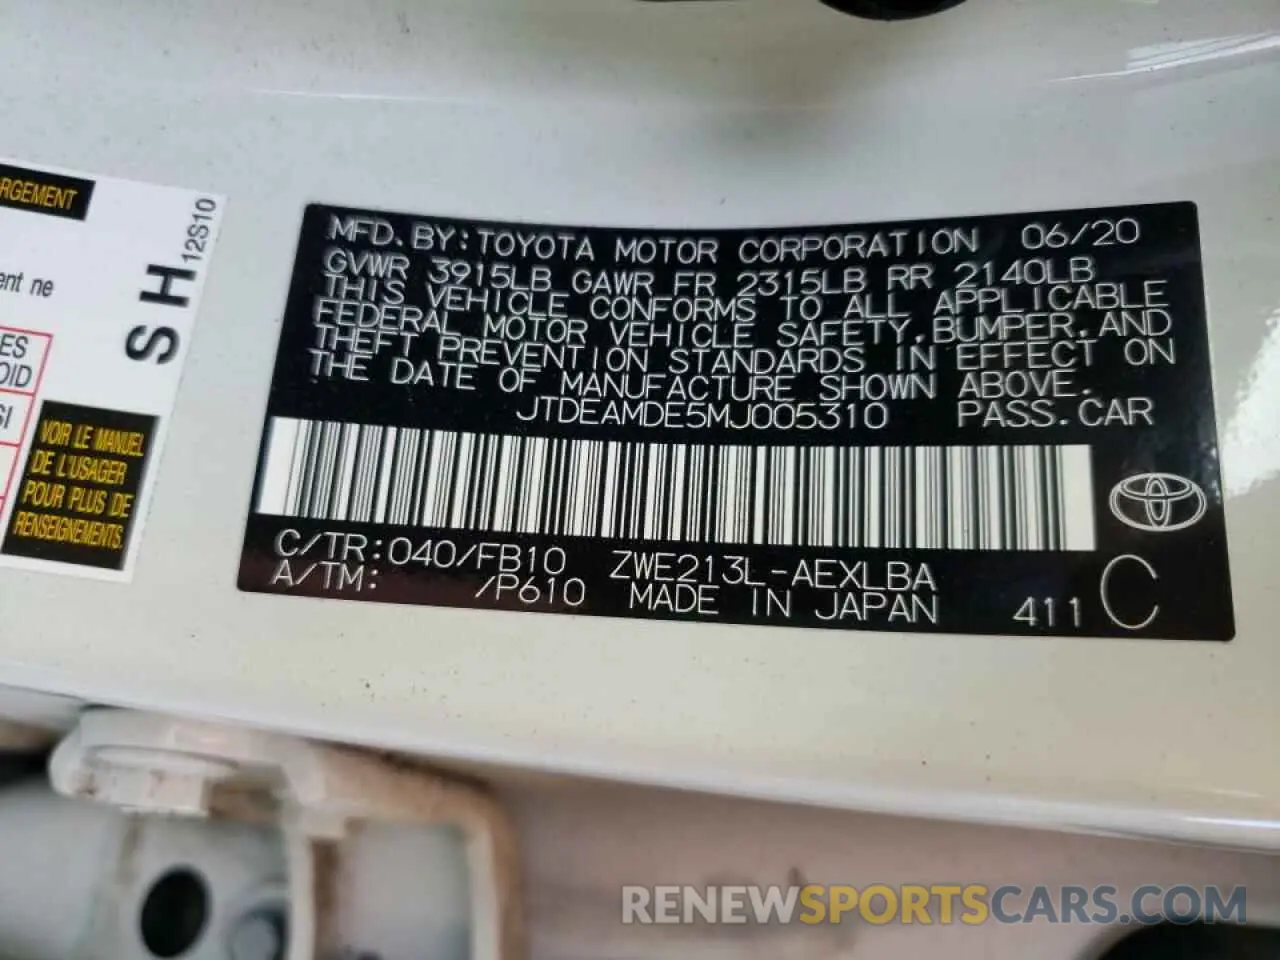 RGEMENT
ent ne
ES
OID
SI
SH 12S10
VOIR LE MANUEL
DE L'USAGER
POUR PLUS DE
RENSEIGNEMENTS.
MFD. BY: TOYOTA MOTOR CORPORATION 06/20
GVWR 3915LB GAWR FR 2315LB RR 2140LB
THIS VEHICLE CONFORMS TO ALL APPLICABLE
FEDERAL MOTOR VEHICLE SAFETY, BUMPER, AND
THEFT PREVENTION STANDARDS IN EFFECT ON
THE DATE OF MANUFACTURE SHOWN ABOVE.
JTDEAMDE5MJ005310 PASS. CAR
C/TR: 040/FB10 ZWE213L-AEXLBA
A/TM: /P610 MADE IN JAPAN 411 C
RENEWSPORTSCARS.COM